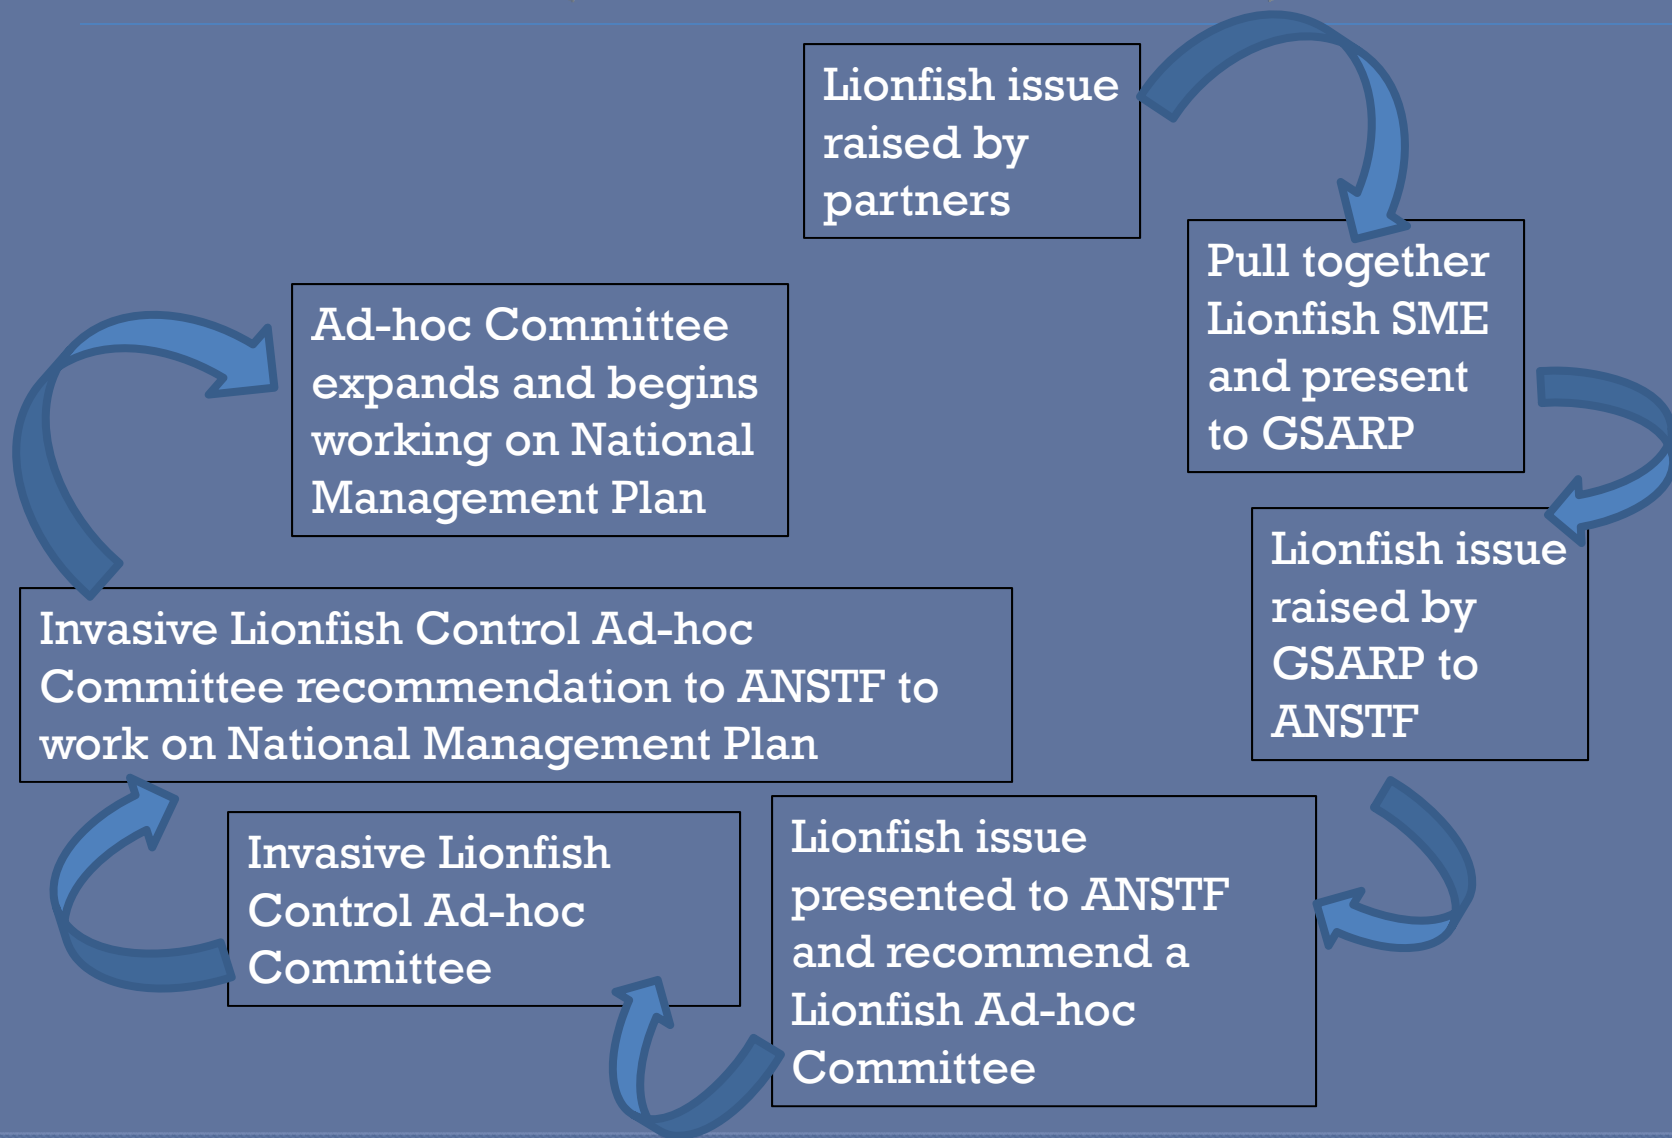 Lionfish issue
raised by
partners
Pull together
Lionfish SME
and present
to GSARP
Lionfish issue
raised by
GSARP to
ANSTF
Lionfish issue
presented to ANSTF
and recommend a
Lionfish Ad-hoc
Committee
Invasive Lionfish
Control Ad-hoc
Committee
Invasive Lionfish Control Ad-hoc
Committee recommendation to ANSTF to
work on National Management Plan
Ad-hoc Committee
expands and begins
working on National
Management Plan